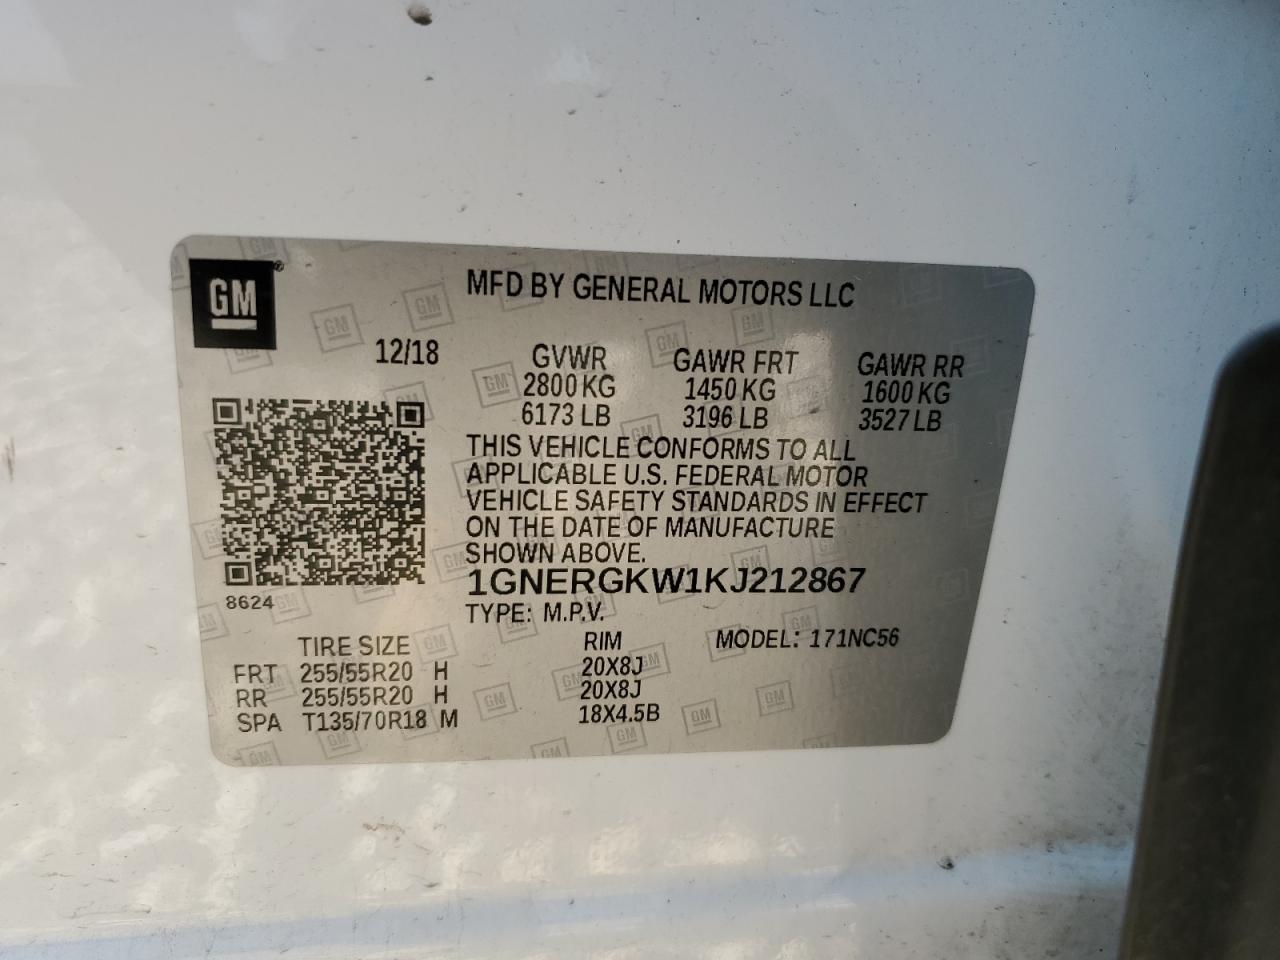 GM
MFD BY GENERAL MOTORS LLC
12/18
GVWR GAWR FRT GAWR RR
2800 KG 1450 KG 1600 KG
6173 LB 3196 LB 3527 LB
THIS VEHICLE CONFORMS TO ALL
APPLICABLE U.S. FEDERAL MOTOR
VEHICLE SAFETY STANDARDS IN EFFECT
ON THE DATE OF MANUFACTURE
SHOWN ABOVE.
1GNERGKW1KJ212867
8624
TYPE: M.P.V.
TIRE SIZE RIM MODEL: 171NC56
FRT 255/55R20 H 20X8J
RR 255/55R20 H 20X8J
SPA T135/70R18 M 18X4.5B